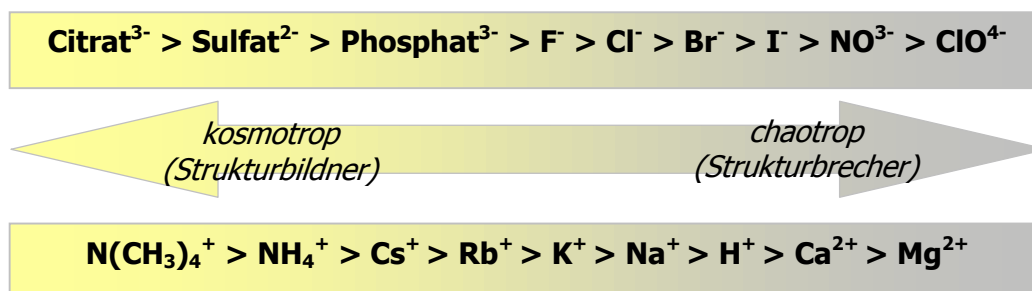 Citrat³⁻ > Sulfat²⁻ > Phosphat³⁻ > F⁻ > Cl⁻ > Br⁻ > I⁻ > NO³⁻ > ClO⁴⁻
kosmotrop
(Strukturbildner)
chaotrop
(Strukturbrecher)
N(CH₃)₄⁺ > NH₄⁺ > Cs⁺ > Rb⁺ > K⁺ > Na⁺ > H⁺ > Ca²⁺ > Mg²⁺